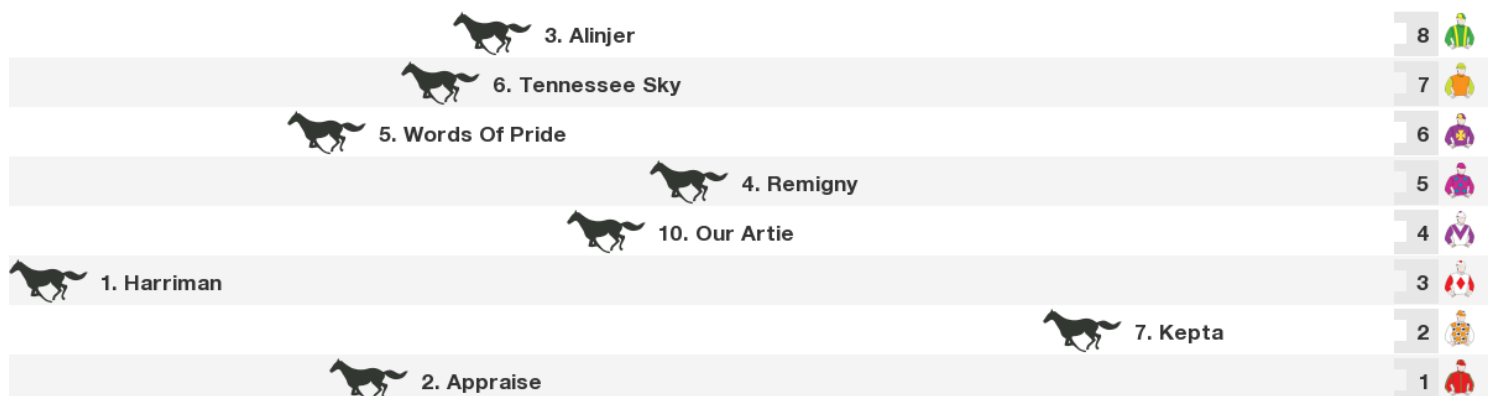 3. Alinjer 8
6. Tennessee Sky 7
5. Words Of Pride 6
4. Remigny 5
10. Our Artie 4
1. Harriman 3
7. Kepta 2
2. Appraise 1